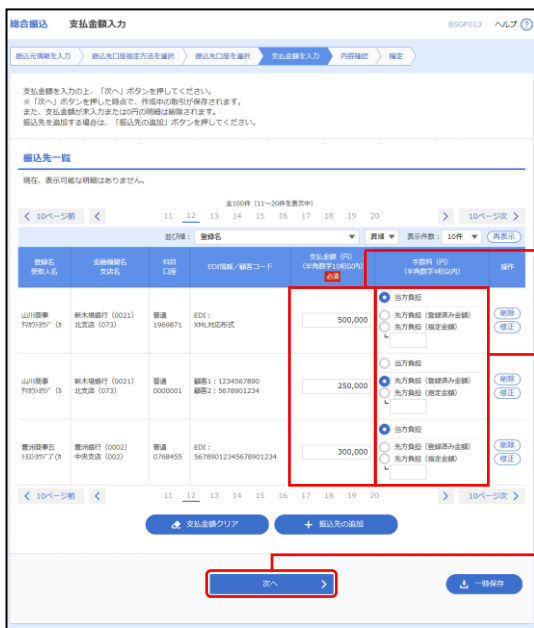 総合振込 支払金額入力 BSGF013 ヘルプ ?
振込元情報を入力 振込先口座指定方法を選択 振込先口座を選択 支払金額を入力 内容確認 確定
支払金額を入力の上、「次へ」ボタンを押してください。
※「次へ」ボタンを押した時点で、作成中の取引が保存されます。
また、支払金額が未入力または0円の明細は削除されます。
振込先を追加する場合は、「振込先の追加」ボタンを押してください。
振込先一覧
現在、表示可能な明細はありません。
全100件(11~20件を表示中)
10ページ前 11 12 13 14 15 16 17 18 19 20 10ページ次
並び順: 登録名 昇順 表示件数: 10件 再表示
登録名 金融機関名 科目 EDI情報/顧客コード 支払金額(円) 手数料(円) 操作
受取人名 支店名 口座 (半角数字10桁以内) (半角数字4桁以内)
必須
当方負担
山川商事 新木場銀行(0021) 普通 EDI: 500,000 先方負担(登録済み金額) 削除
北支店(073) 1969871 XML対応形式 先方負担(指定金額) 修正
当方負担
山川商事 新木場銀行(0021) 普通 顧客1:1234567890 250,000 先方負担(登録済み金額) 削除
北支店(073) 0000001 顧客2:5678901234 先方負担(指定金額) 修正
当方負担
豊洲商事五 豊洲銀行(0002) 普通 EDI: 300,000 先方負担(登録済み金額) 削除
中央支店(002) 0768455 56789012345678901234 先方負担(指定金額) 修正
10ページ前 11 12 13 14 15 16 17 18 19 20 10ページ次
支払金額クリア 振込先の追加
次へ 一時保存